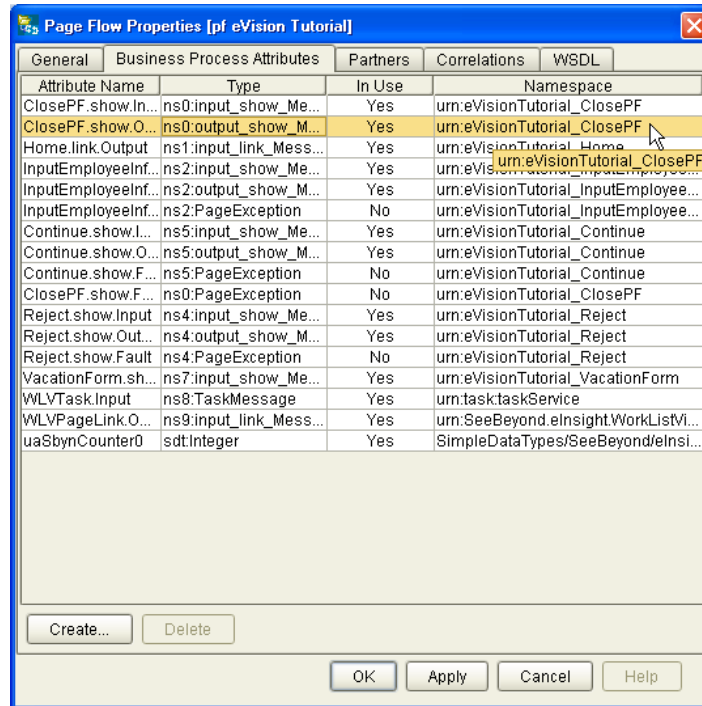 Page Flow Properties [pf eVision Tutorial]
General Business Process Attributes Partners Correlations WSDL
Attribute Name Type In Use Namespace
ClosePF.show.In... ns0:input_show_Me... Yes urn:eVisionTutorial_ClosePF
ClosePF.show.O... ns0:output_show_M... Yes urn:eVisionTutorial_ClosePF
Home.link.Output ns1:input_link_Mess... Yes urn:eVisionTutorial_Home
urn:eVisionTutorial_ClosePF
InputEmployeeInf... ns2:input_show_Me... Yes urn:eVisionTutorial_InputEmployee...
InputEmployeeInf... ns2:output_show_M... Yes urn:eVisionTutorial_InputEmployee...
InputEmployeeInf... ns2:PageException No urn:eVisionTutorial_InputEmployee...
Continue.show.I... ns5:input_show_Me... Yes urn:eVisionTutorial_Continue
Continue.show.O... ns5:output_show_M... Yes urn:eVisionTutorial_Continue
Continue.show.F... ns5:PageException No urn:eVisionTutorial_Continue
ClosePF.show.F... ns0:PageException No urn:eVisionTutorial_ClosePF
Reject.show.Input ns4:input_show_Me... Yes urn:eVisionTutorial_Reject
Reject.show.Out... ns4:output_show_M... Yes urn:eVisionTutorial_Reject
Reject.show.Fault ns4:PageException No urn:eVisionTutorial_Reject
VacationForm.sh... ns7:input_show_Me... Yes urn:eVisionTutorial_VacationForm
WLVTask.Input ns8:TaskMessage Yes urn:task:taskService
WLVPageLink.O... ns9:input_link_Mess... Yes urn:SeeBeyond.eInsight.WorkListVi...
uaSbynCounter0 sdt:Integer Yes SimpleDataTypes/SeeBeyond/eInsi...
Create... Delete
OK Apply Cancel Help